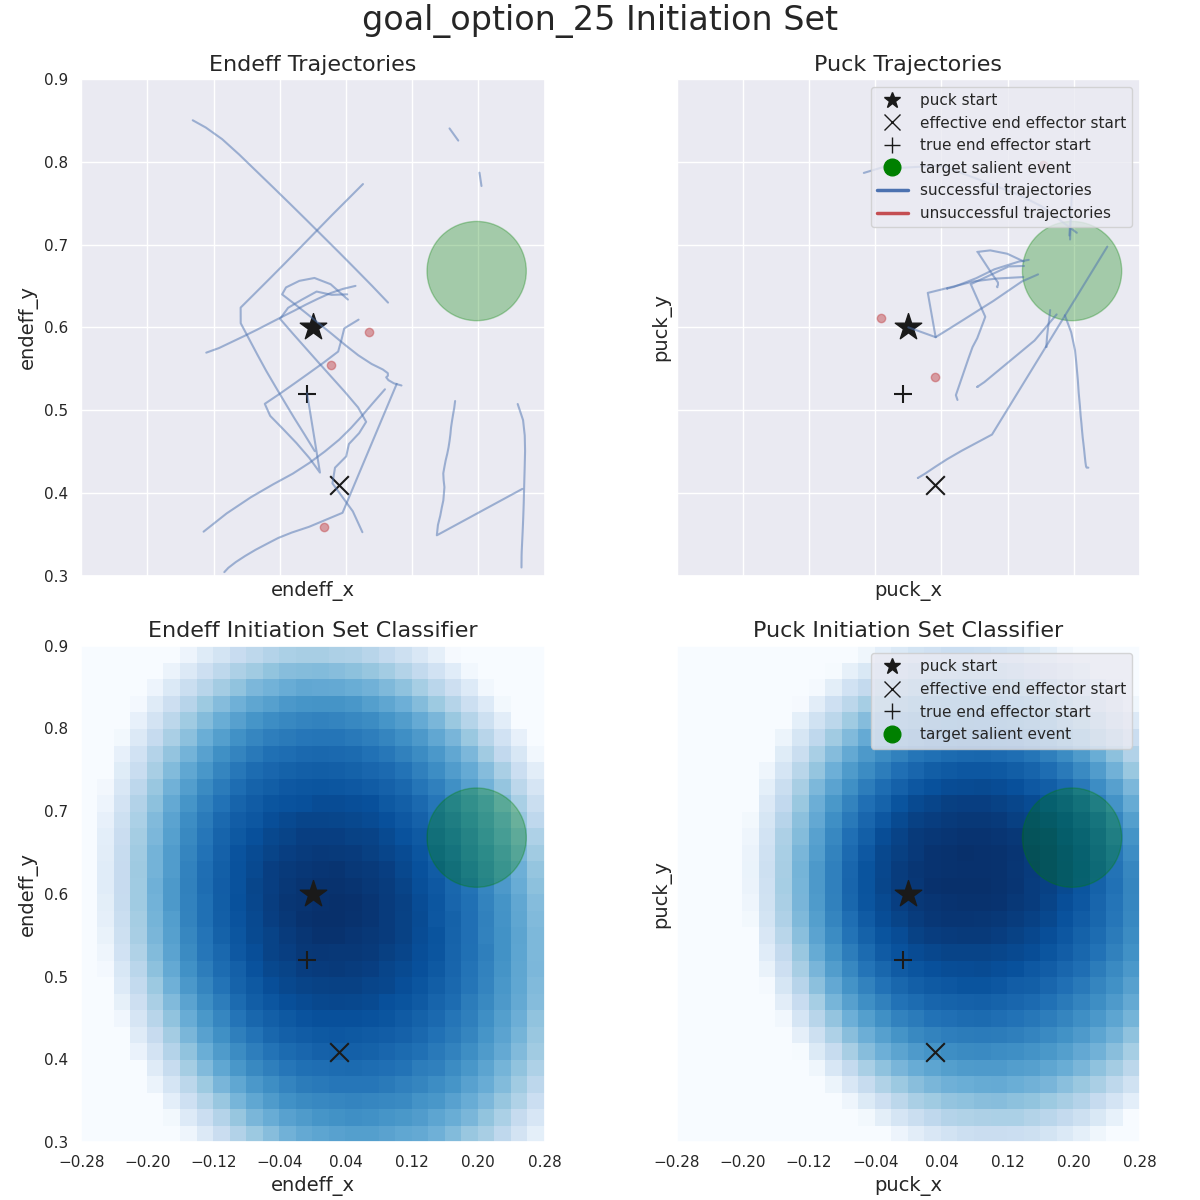 goal_option_25 Initiation Set
Endeff Trajectories
0.9
0.8
0.7
0.6
0.5
0.4
0.3
endeff_y
endeff_x
Puck Trajectories
puck start
effective end effector start
true end effector start
target salient event
successful trajectories
unsuccessful trajectories
puck_y
puck_x
Endeff Initiation Set Classifier
0.9
0.8
0.7
0.6
0.5
0.4
0.3
endeff_y
−0.28 −0.20 −0.12 −0.04 0.04 0.12 0.20 0.28
endeff_x
Puck Initiation Set Classifier
puck start
effective end effector start
true end effector start
target salient event
puck_y
−0.28 −0.20 −0.12 −0.04 0.04 0.12 0.20 0.28
puck_x